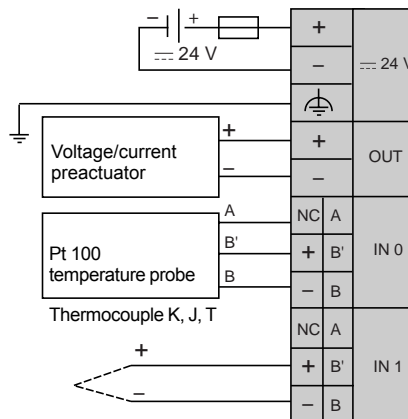 − + +
⎓ 24 V − ⎓ 24 V
+ +
Voltage/current
preactuator OUT
− −
A NC A
B' + B' IN 0
Pt 100
temperature probe
B − B
Thermocouple K, J, T
NC A
+ + B' IN 1
− − B